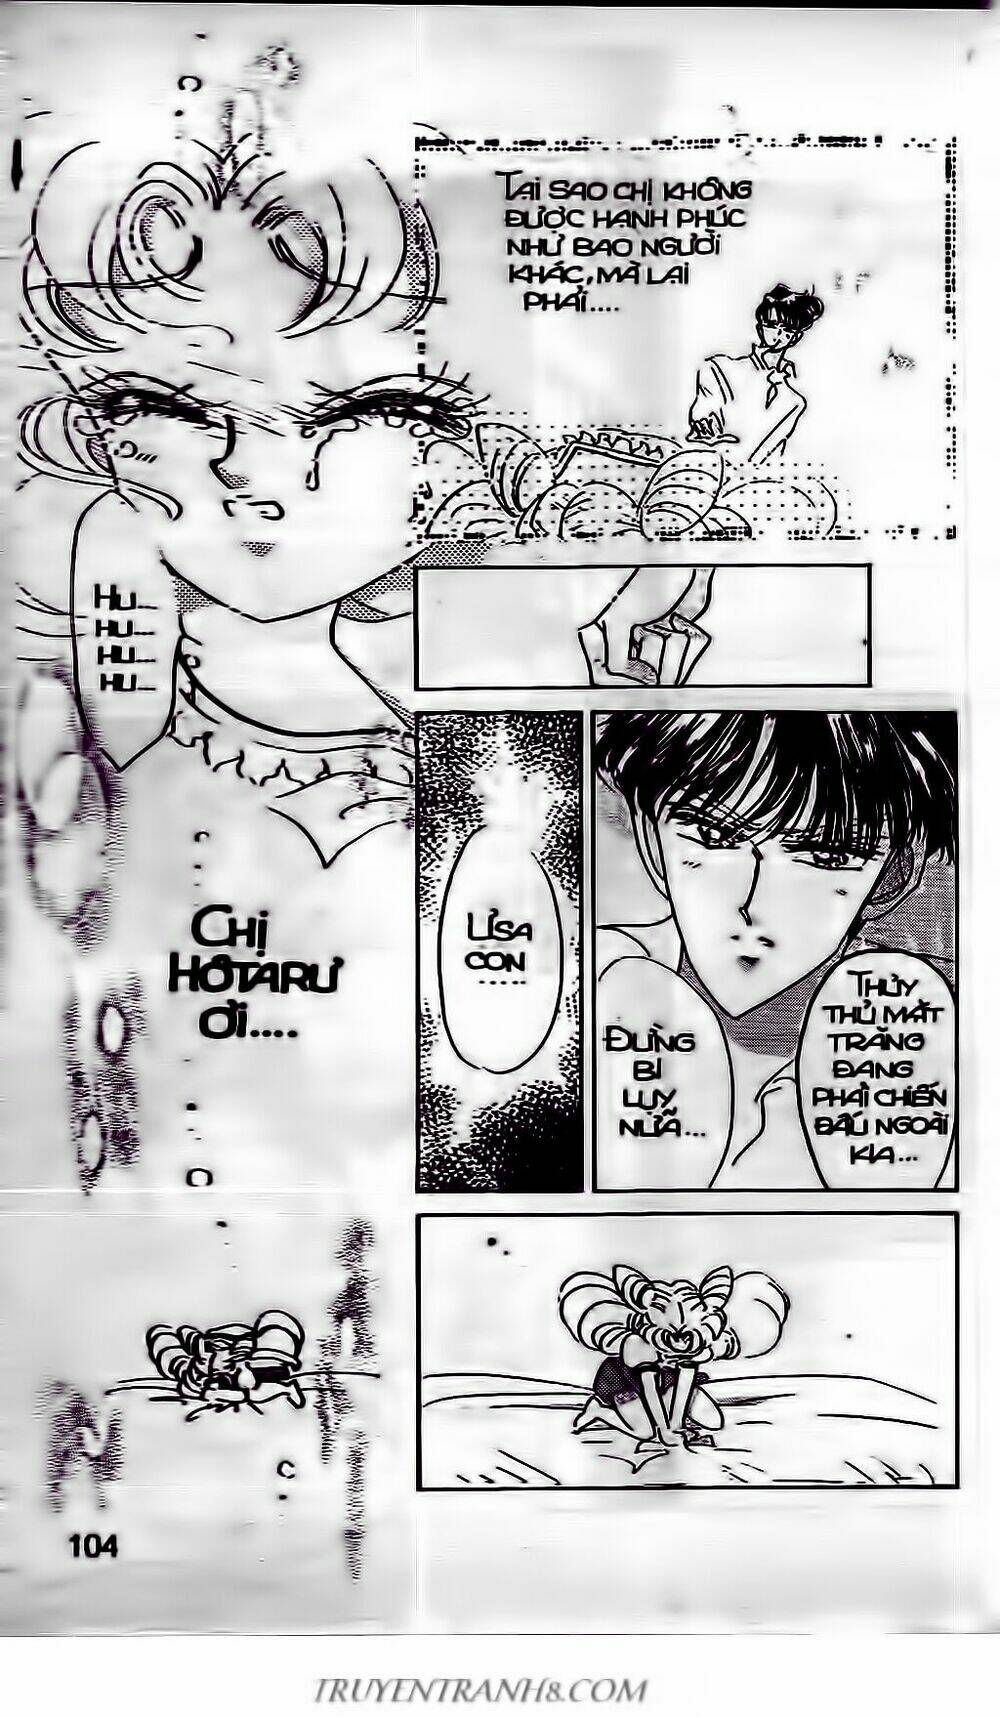 TẠI SAO CHỊ KHÔNG
ĐƯỢC HẠNH PHÚC
NHƯ BAO NGƯỜI
KHÁC, MÀ LẠI
PHẢI....
HU...
HU...
HU...
HU...
CHỊ
HÔTARƯ
ƠI....
LISA
CON
......
THỦY
THỦ MẶT
TRĂNG
ĐANG
PHẢI CHIẾN
ĐẤU NGOÀI
KIA...
ĐỪNG
BI
LỤY
NỮA...
104
TRUYENTRANH8.COM